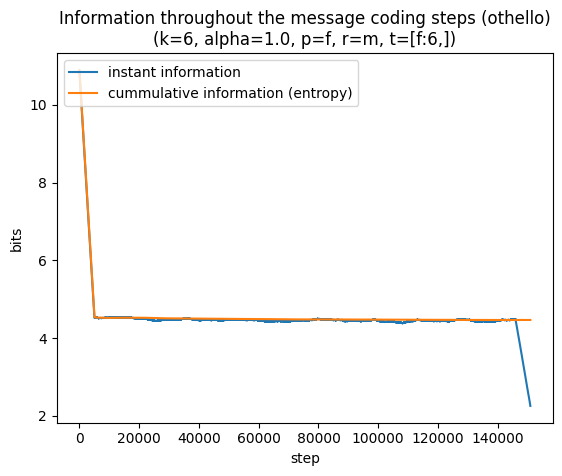 Information throughout the message coding steps (othello)
(k=6, alpha=1.0, p=f, r=m, t=[f:6,])
instant information
cummulative information (entropy)
10
8
6
4
2
bits
0 20000 40000 60000 80000 100000 120000 140000
step